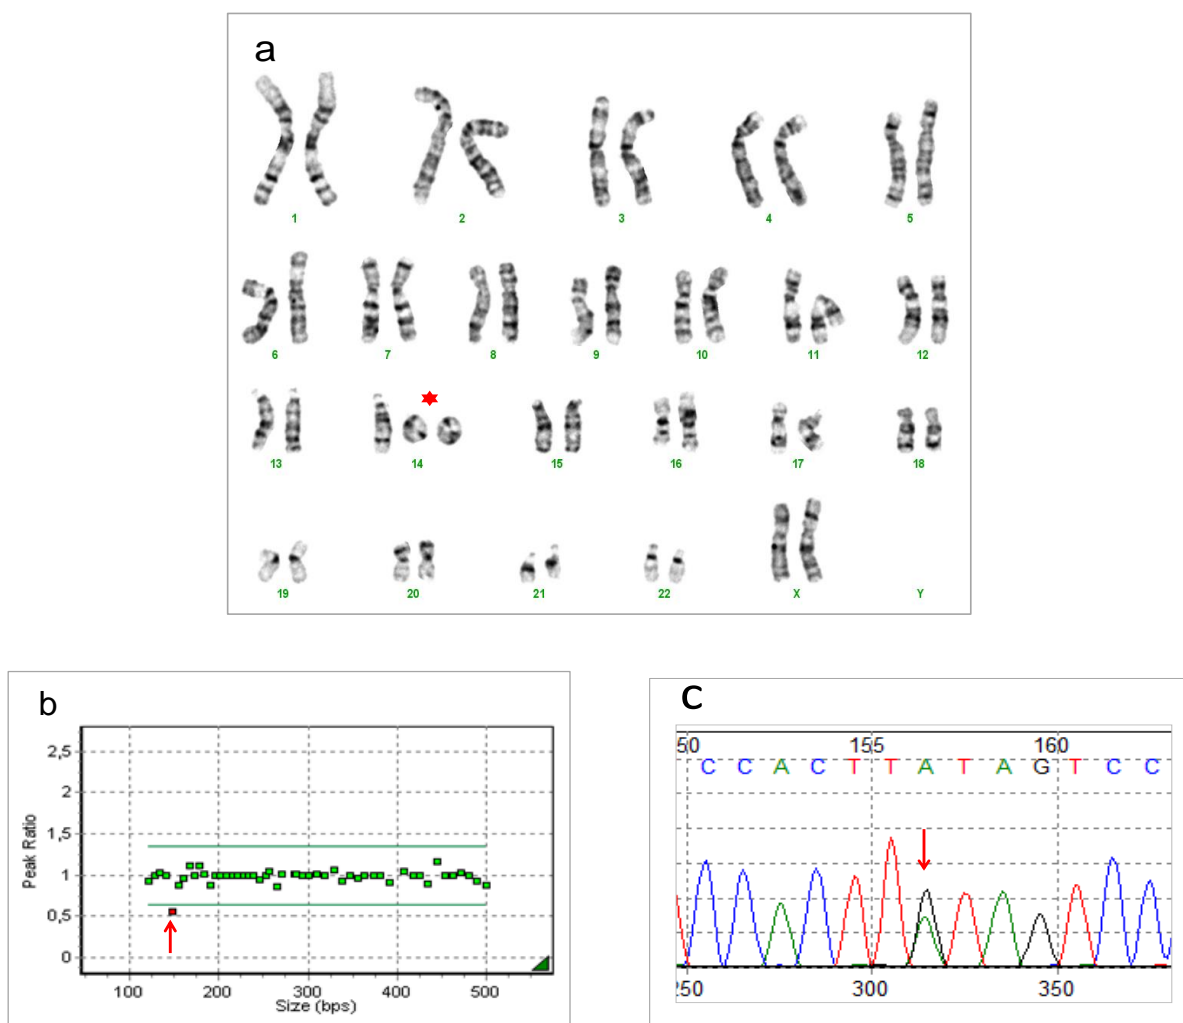 a
1 2 3 4 5
6 7 8 9 10 11 12
13 14 15 16 17 18
19 20 21 22 X Y
b
2,5
2
1,5
1
0,5
0
Peak Ratio
100 200 300 400 500
Size (bps)
c
50 155 160
C C A C T T A T A G T C C
250 300 350